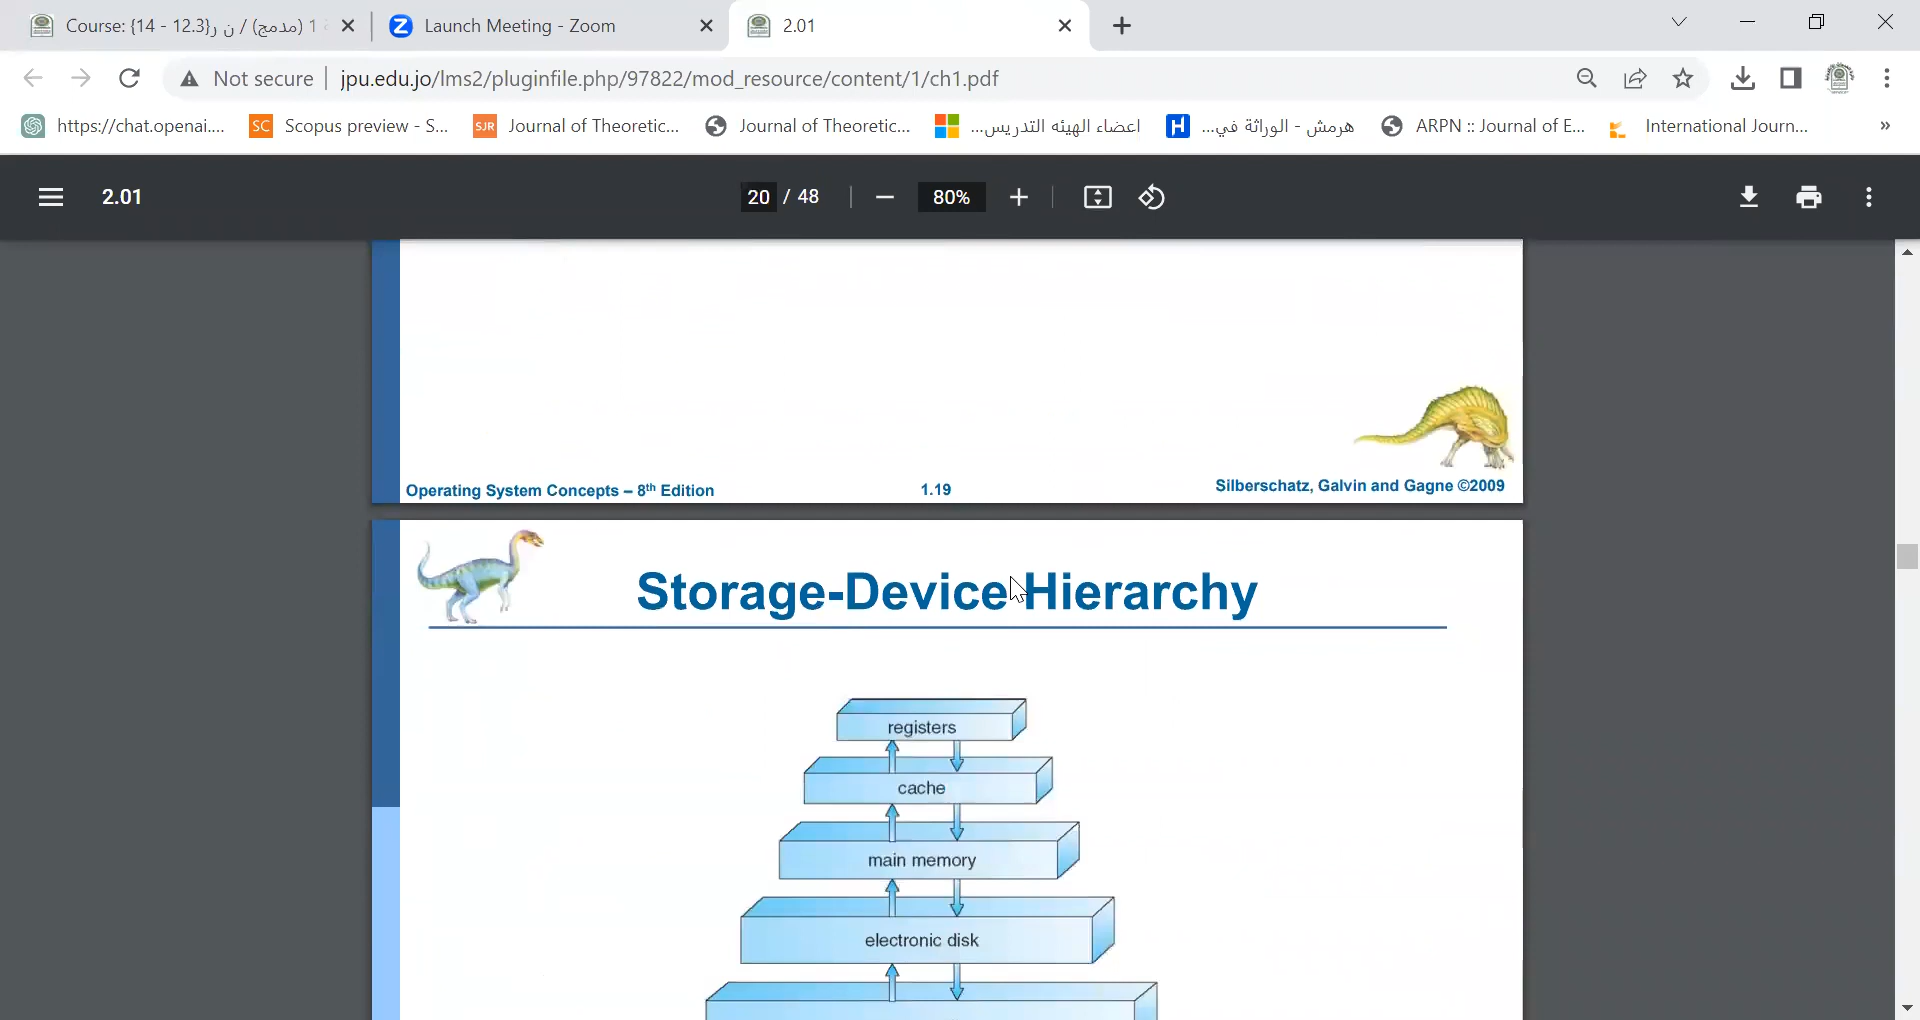 Course: {14 - 12.3}ن ر / (مدمج) 1
Launch Meeting - Zoom
2.01
Not secure
jpu.edu.jo/lms2/pluginfile.php/97822/mod_resource/content/1/ch1.pdf
https://chat.openai....
SC Scopus preview - S...
SJR Journal of Theoretic...
Journal of Theoretic...
اعضاء الهيئه التدريس...
H هرمش - الوراثة في...
ARPN :: Journal of E...
International Journ...
»
2.01
20 / 48
80%
Operating System Concepts – 8th Edition
1.19
Silberschatz, Galvin and Gagne ©2009
Storage-Device Hierarchy
registers
cache
main memory
electronic disk